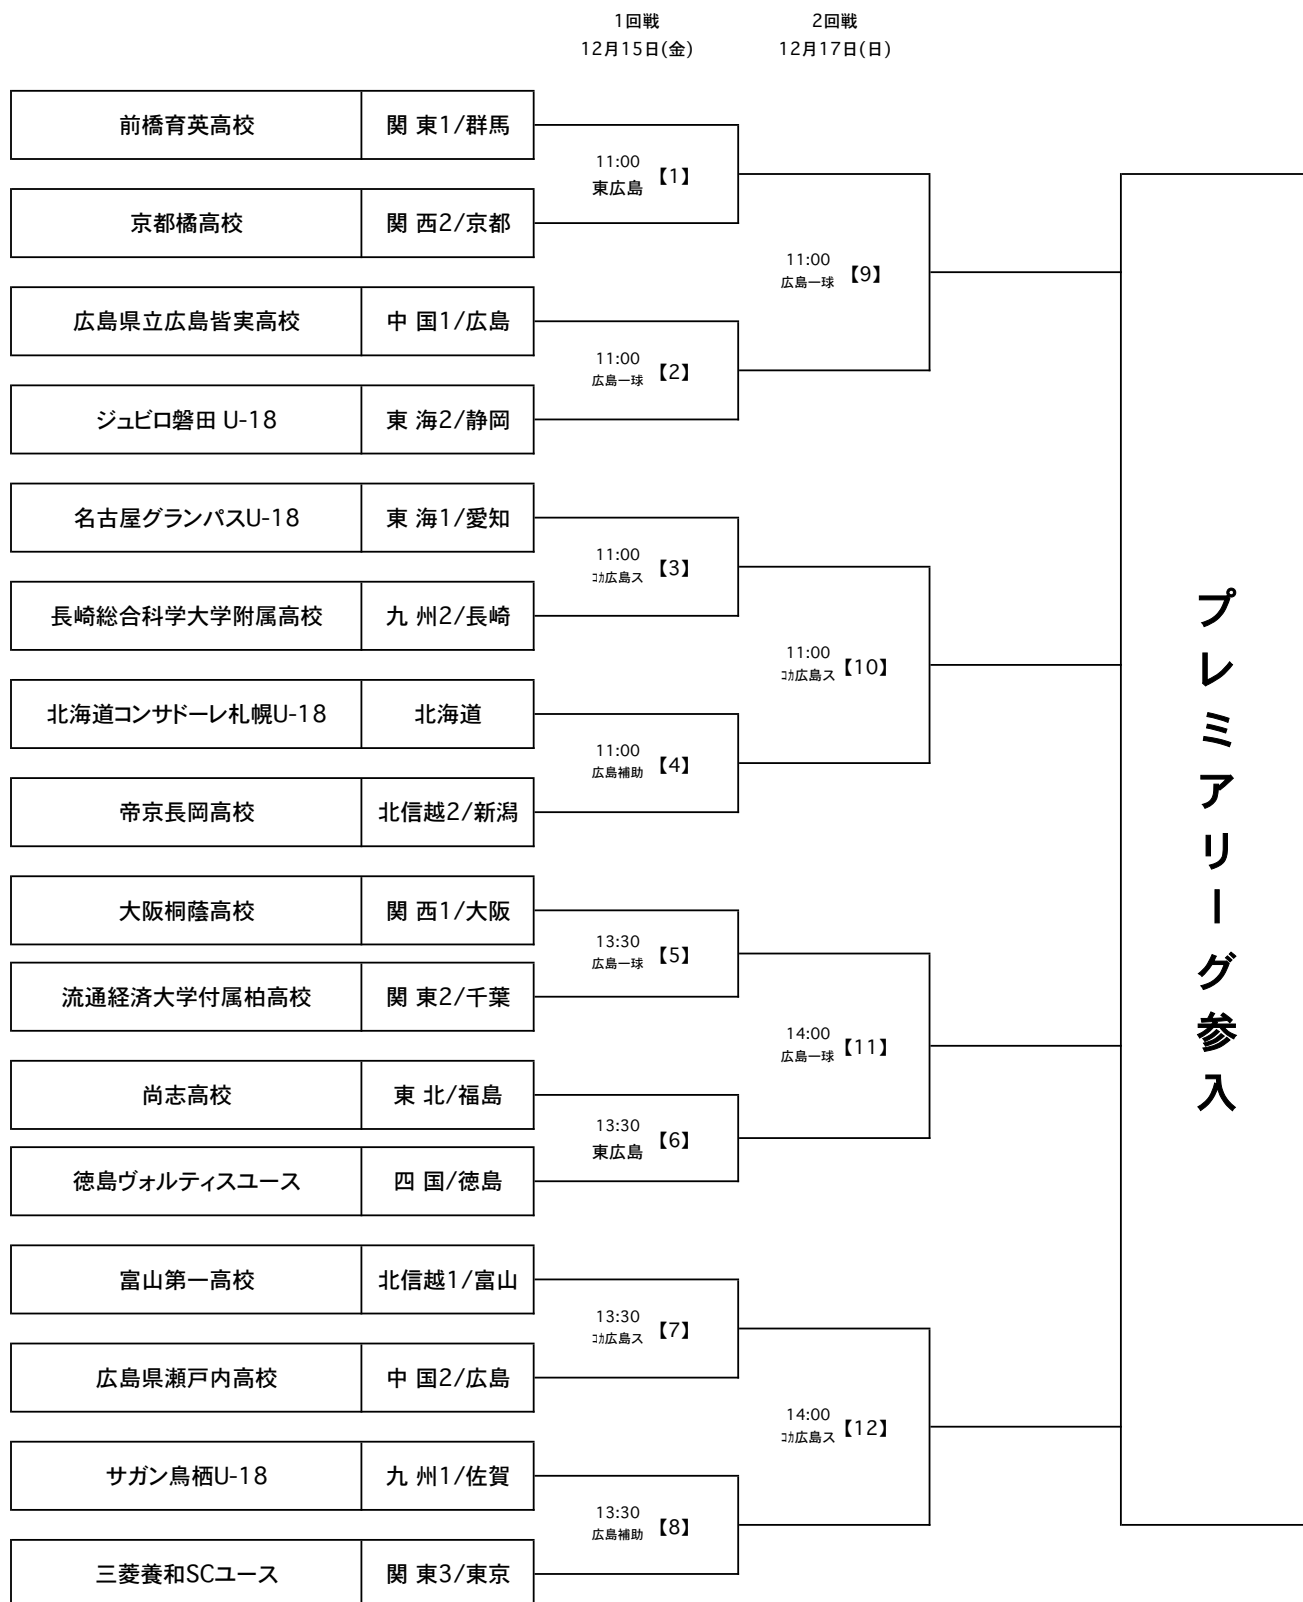 1回戦
2回戦
12月15日(金)
12月17日(日)
前橋育英高校
関 東1/群馬
11:00
東広島
【1】
京都橘高校
関 西2/京都
11:00
広島一球
【9】
広島県立広島皆実高校
中 国1/広島
11:00
広島一球
【2】
ジュビロ磐田 U-18
東 海2/静岡
名古屋グランパスU-18
東 海1/愛知
11:00
コカ広島ス
【3】
長崎総合科学大学附属高校
九 州2/長崎
11:00
コカ広島ス
【10】
北海道コンサドーレ札幌U-18
北海道
11:00
広島補助
【4】
帝京長岡高校
北信越2/新潟
大阪桐蔭高校
関 西1/大阪
13:30
広島一球
【5】
流通経済大学付属柏高校
関 東2/千葉
14:00
広島一球
【11】
尚志高校
東 北/福島
13:30
東広島
【6】
徳島ヴォルティスユース
四 国/徳島
富山第一高校
北信越1/富山
13:30
コカ広島ス
【7】
広島県瀬戸内高校
中 国2/広島
14:00
コカ広島ス
【12】
サガン鳥栖U-18
九 州1/佐賀
13:30
広島補助
【8】
三菱養和SCユース
関 東3/東京
プレミアリーグ参入